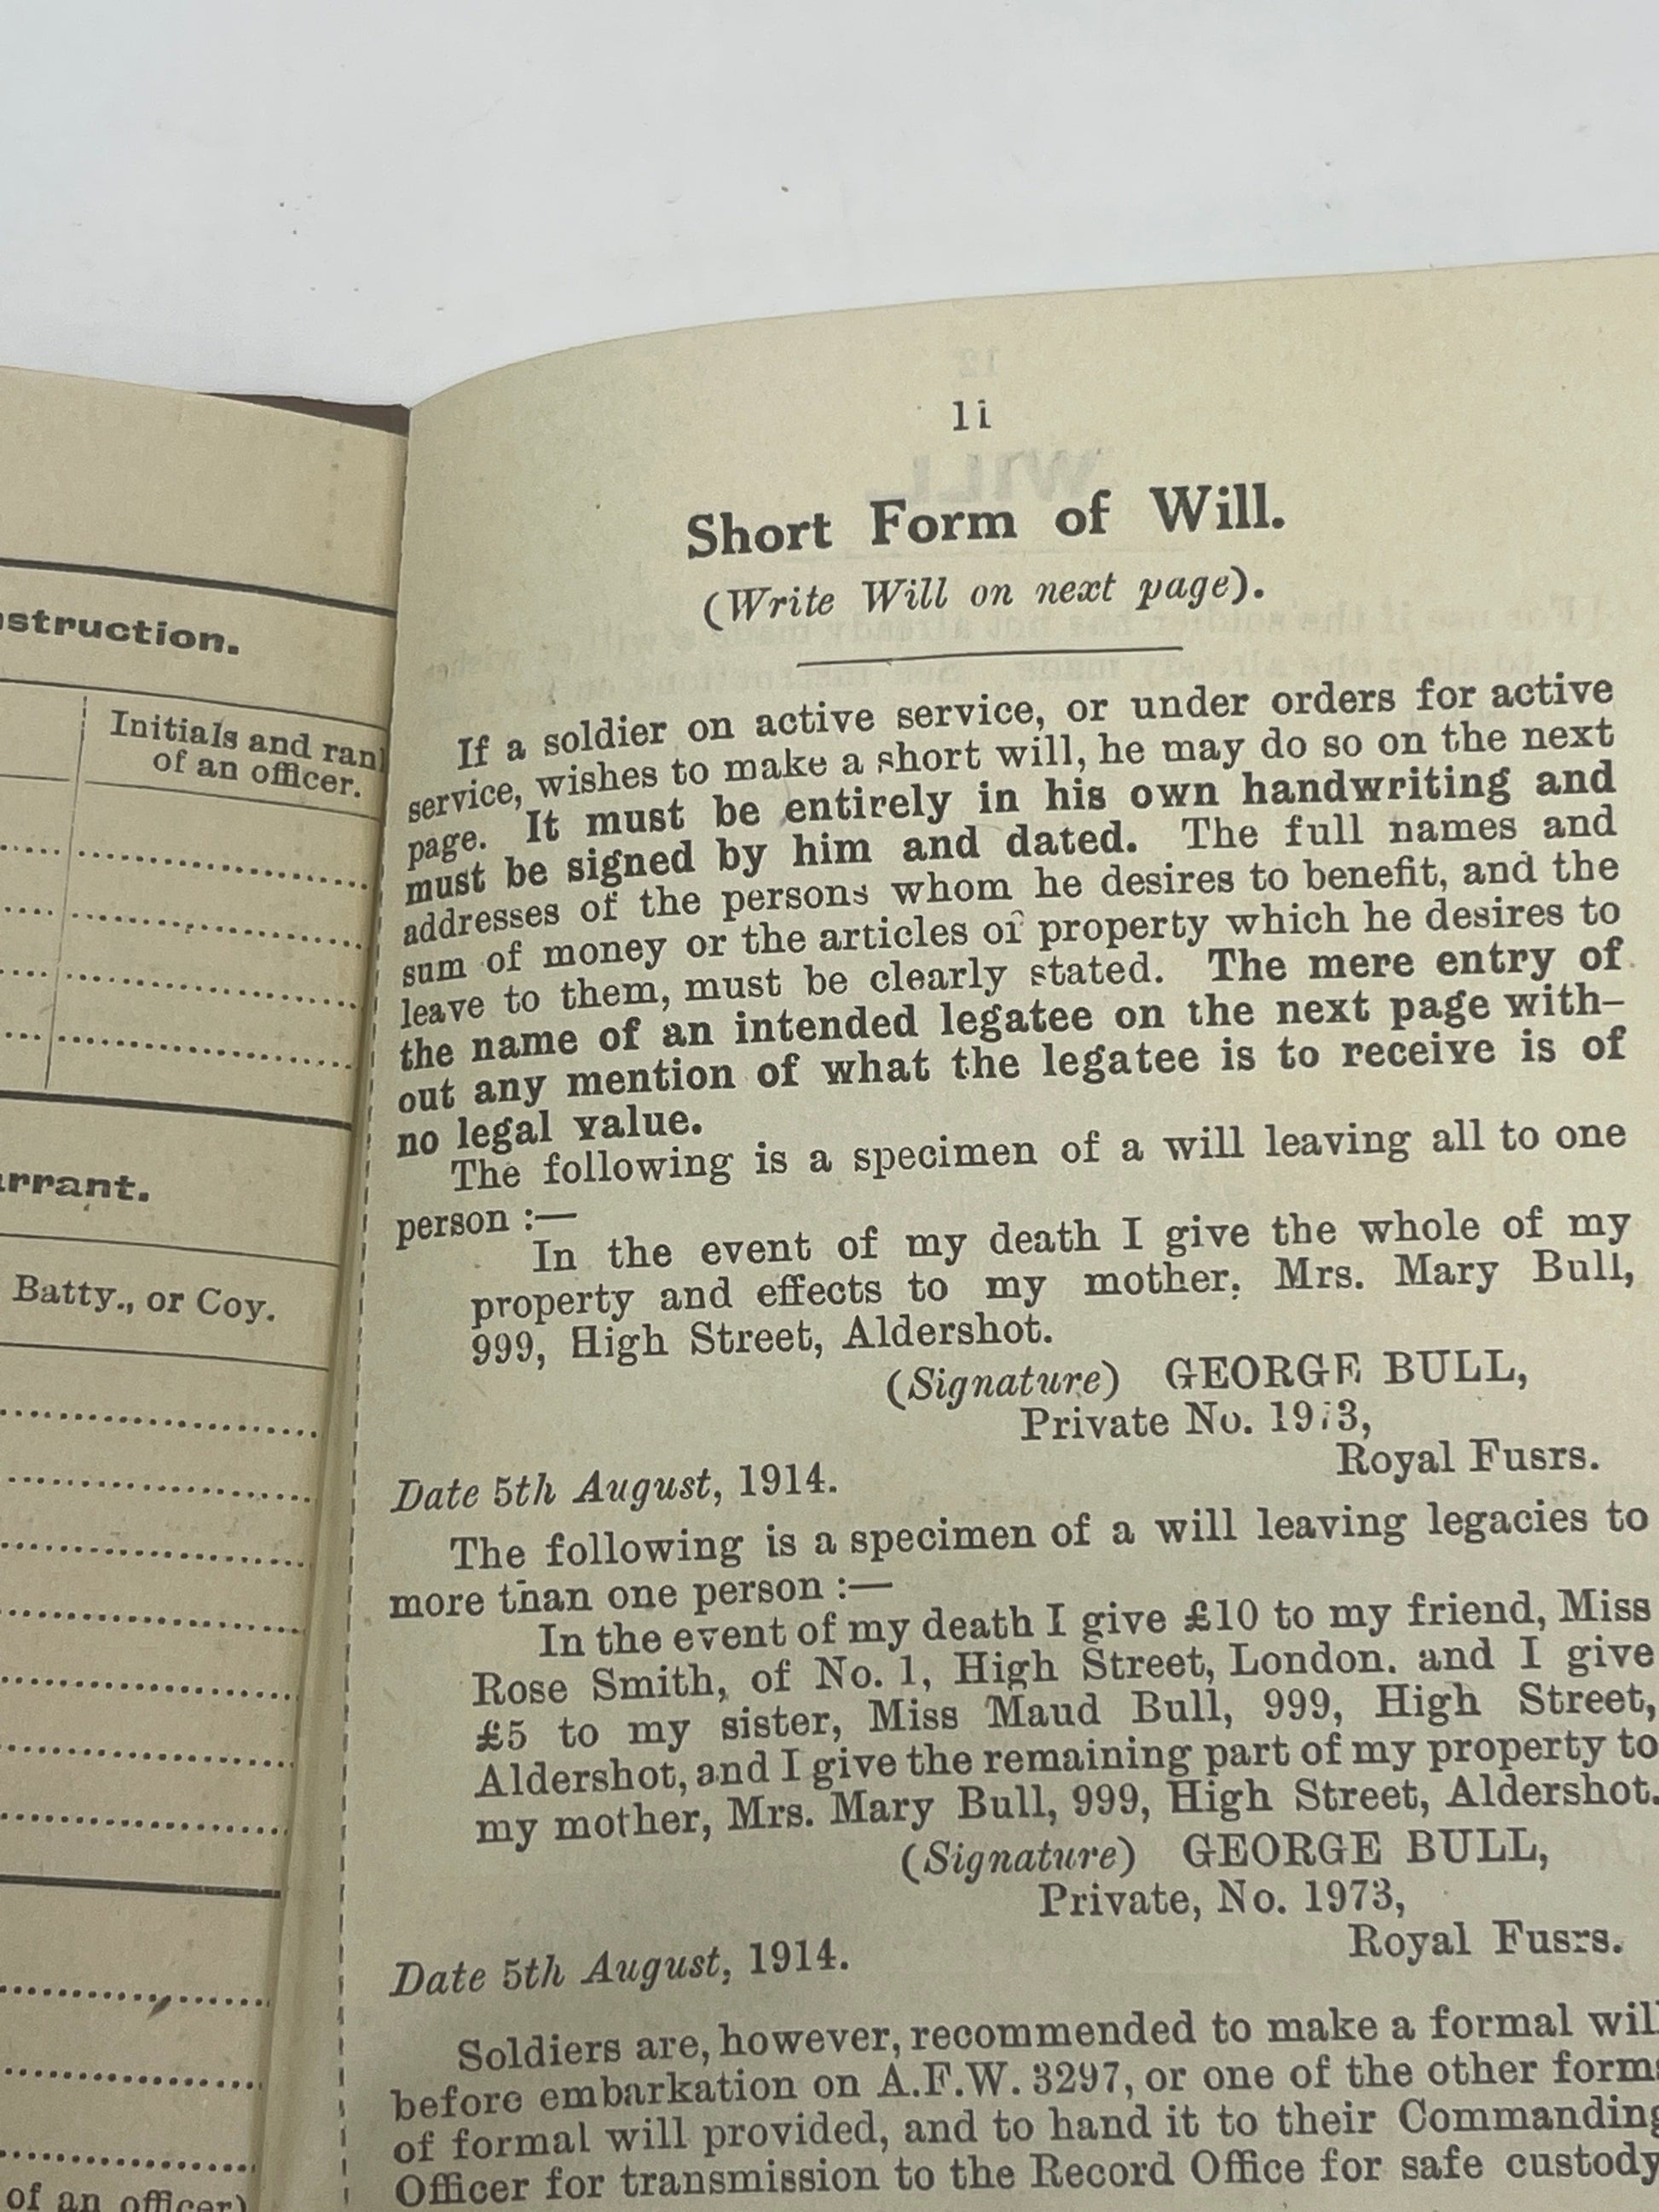 struction.
Initials and ran
of an officer.
rrant.
Batty., or Coy.
of an officer)
11
Short Form of Will.
(Write Will on next page).
If a soldier on active service, or under orders for active
service, wishes to make a short will, he may do so on the next
page. It must be entirely in his own handwriting and
must be signed by him and dated. The full names and
addresses of the persons whom he desires to benefit, and the
sum of money or the articles of property which he desires to
leave to them, must be clearly stated. The mere entry of
the name of an intended legatee on the next page with-
out any mention of what the legatee is to receive is of
no legal value.
The following is a specimen of a will leaving all to one
person :—
In the event of my death I give the whole of my
property and effects to my mother, Mrs. Mary Bull,
999, High Street, Aldershot.
(Signature) GEORGE BULL,
Private No. 1973,
Royal Fusrs.
Date 5th August, 1914.
The following is a specimen of a will leaving legacies to
more than one person :—
In the event of my death I give £10 to my friend, Miss
Rose Smith, of No. 1, High Street, London. and I give
£5 to my sister, Miss Maud Bull, 999, High Street,
Aldershot, and I give the remaining part of my property to
my mother, Mrs. Mary Bull, 999, High Street, Aldershot.
(Signature) GEORGE BULL,
Private, No. 1973,
Royal Fusrs.
Date 5th August, 1914.
Soldiers are, however, recommended to make a formal will
before embarkation on A.F.W. 3297, or one of the other forms
of formal will provided, and to hand it to their Commanding
Officer for transmission to the Record Office for safe custody